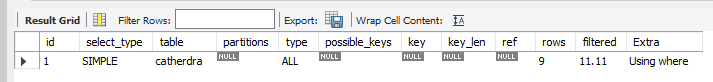 Result Grid Filter Rows: Export: Wrap Cell Content: IA
id select_type table partitions type possible_keys key key_len ref rows filtered Extra
1 SIMPLE catherdra NULL ALL NULL NULL NULL NULL 9 11.11 Using where